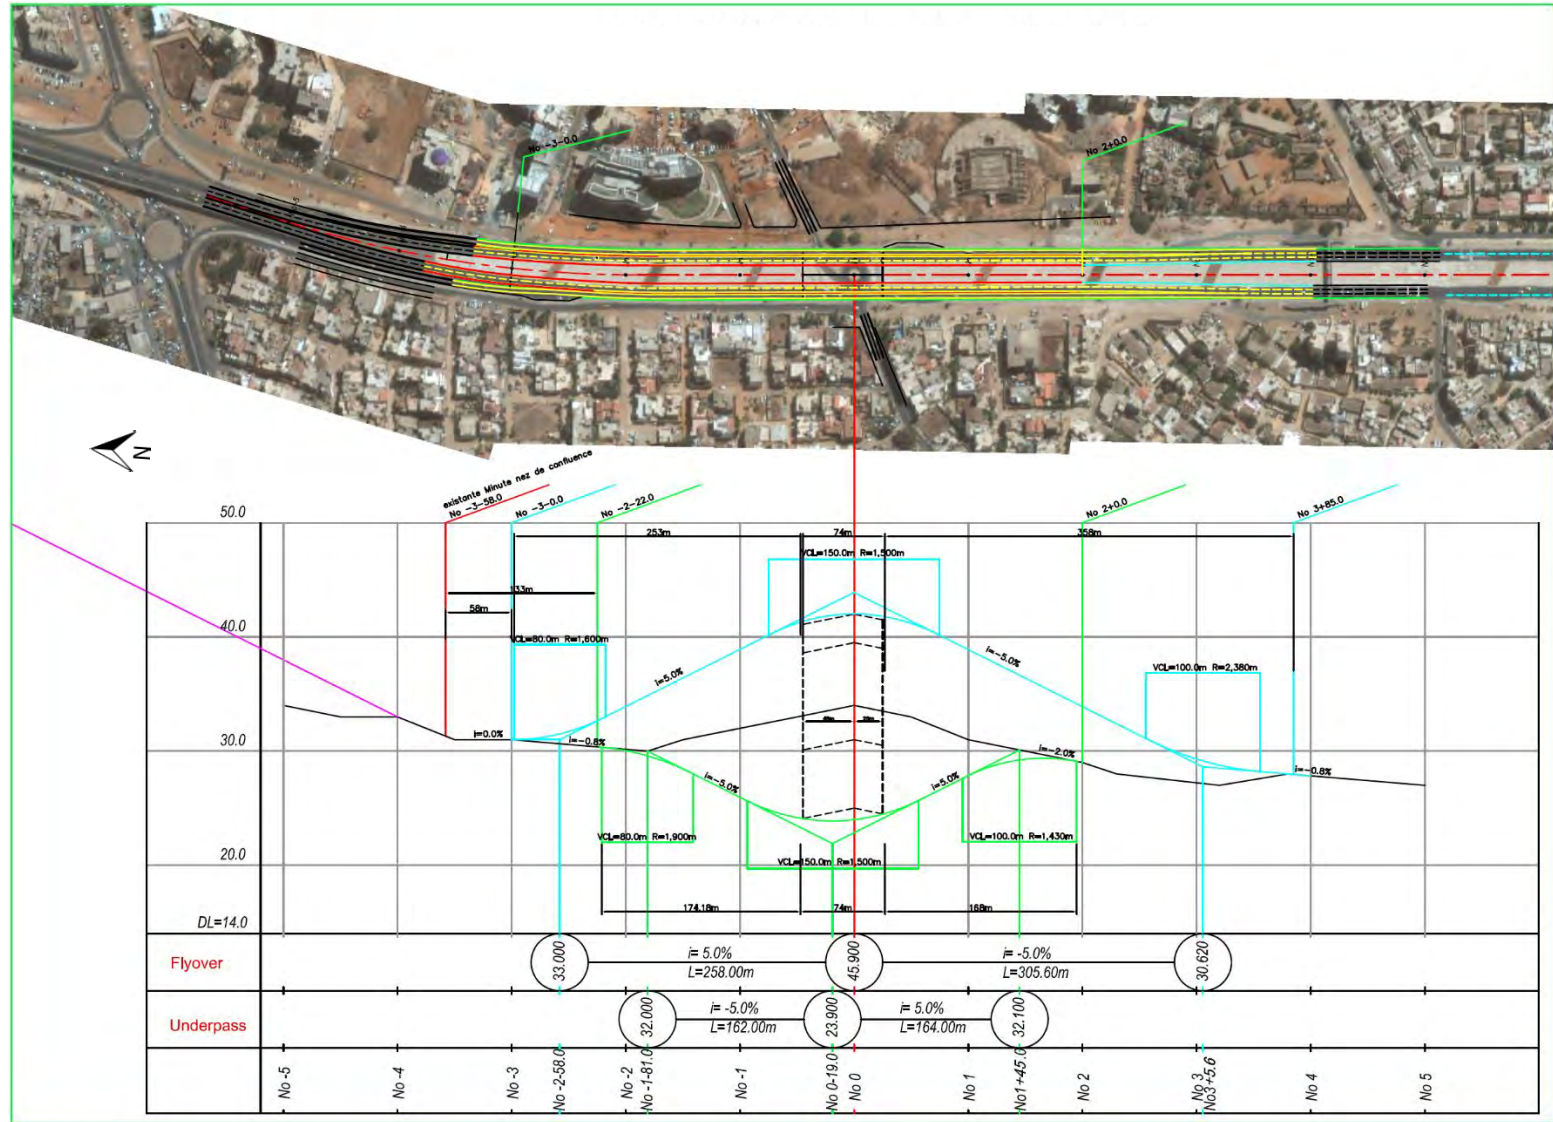 No -3-0.0
No 2+0.0
N
existante Minute nez de confluence
No -3-58.0
No -3-0.0
No -2-22.0
No 2+0.0
No 3+85.0
50.0
253m
74m
358m
VCL=150.0m R=1,500m
133m
58m
40.0
VCL=80.0m R=1,600m
i=5.0%
i=-5.0%
VCL=100.0m R=2,380m
i=0.0%
i=-0.8%
30.0
i=-2.0%
i=-0.8%
i=-5.0%
i=5.0%
VCL=80.0m R=1,900m
VCL=100.0m R=1,430m
20.0
VCL=150.0m R=1,500m
174.18m
74m
168m
DL=14.0
Flyover
33.000
i= 5.0%
L=258.00m
45.900
i= -5.0%
L=305.60m
30.620
Underpass
32.000
i= -5.0%
L=162.00m
23.900
i= 5.0%
L=164.00m
32.100
No -5
No -4
No -3
No -2-58.0
No -2
No -1-81.0
No -1
No 0-19.0
No 0
No 1
No1+45.0
No 2
No 3
No3+5.6
No 4
No 5